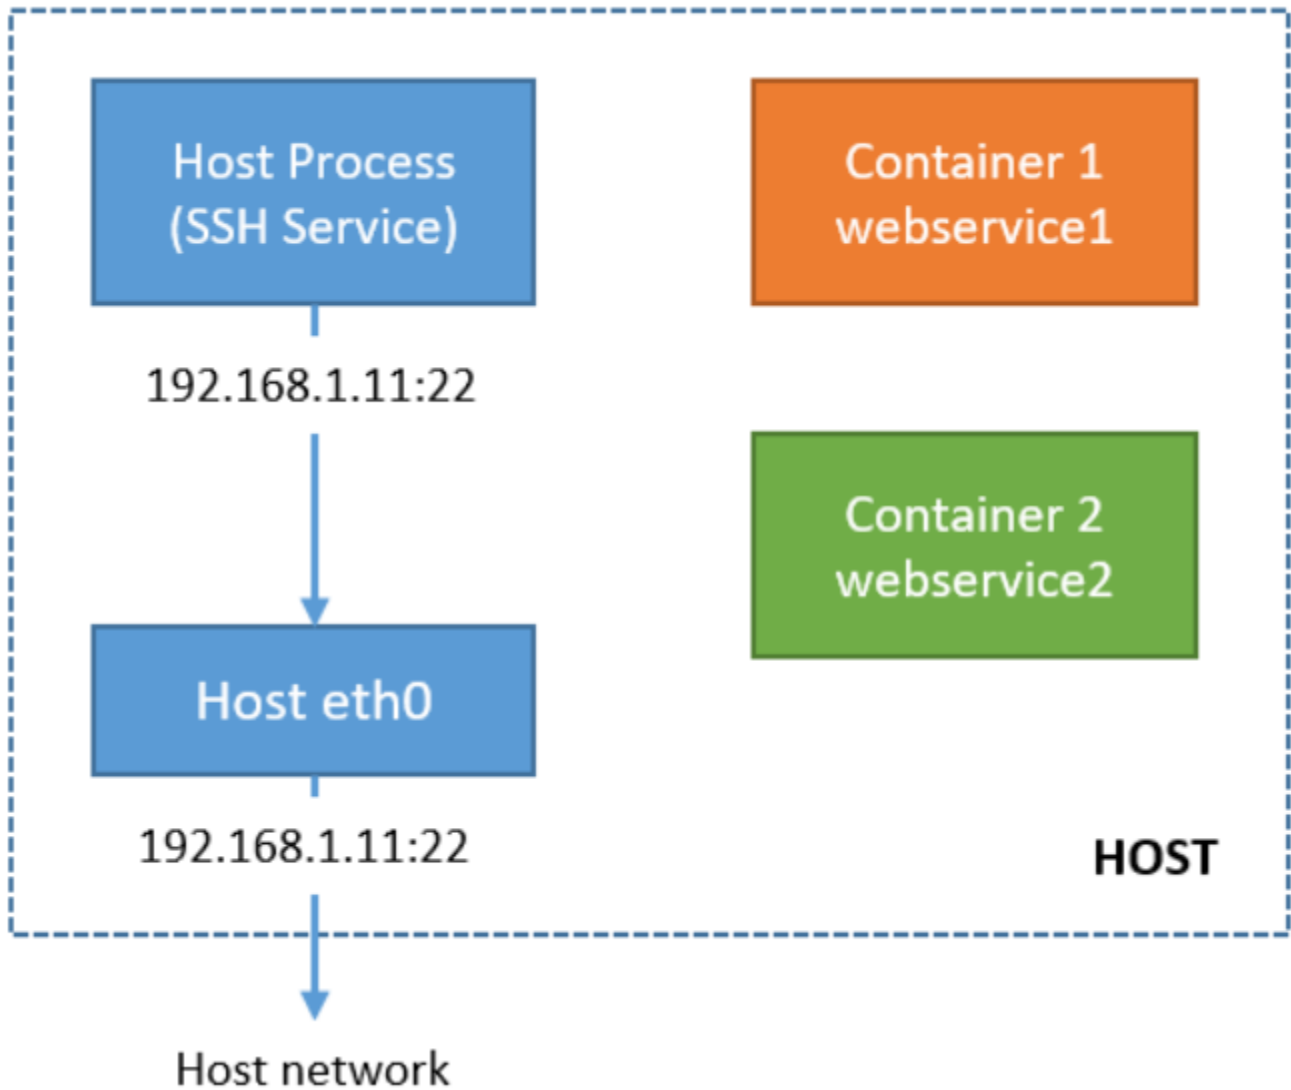 Host Process
(SSH Service)
192.168.1.11:22
Host eth0
192.168.1.11:22
Host network
Container 1
webservice1
Container 2
webservice2
HOST